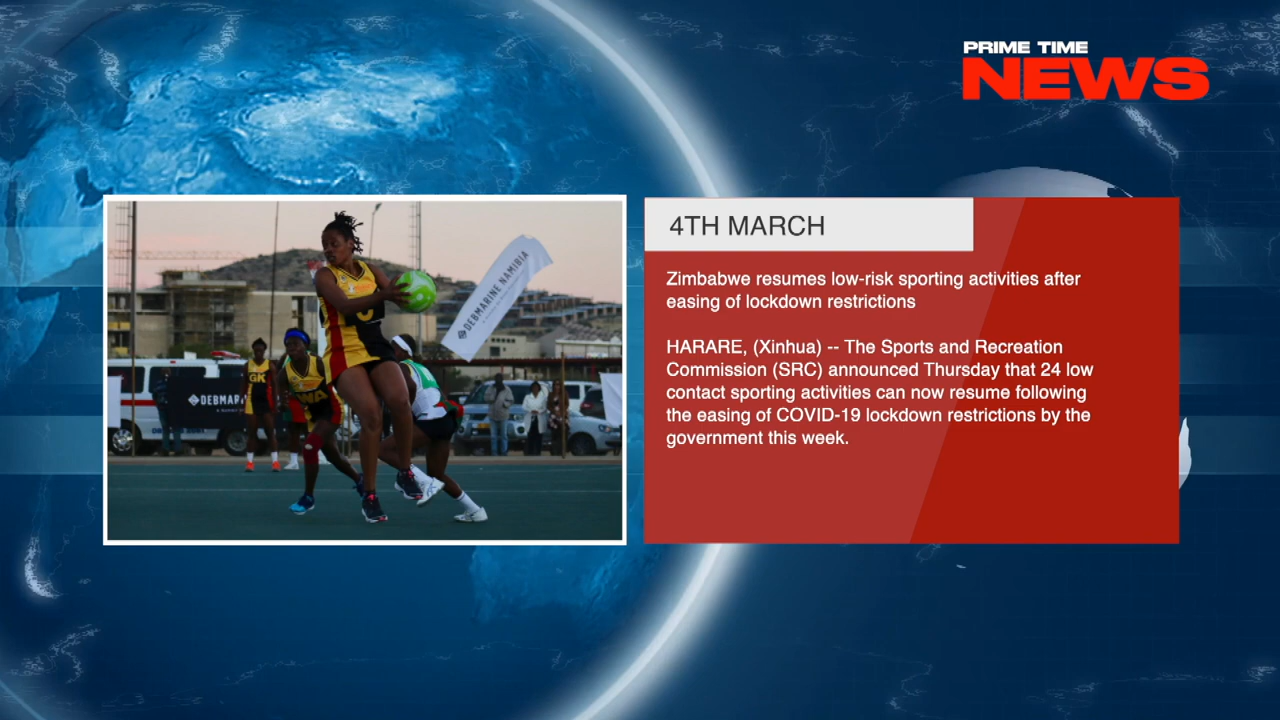 PRIME TIME
NEWS
4TH MARCH
Zimbabwe resumes low-risk sporting activities after
easing of lockdown restrictions
HARARE, (Xinhua) -- The Sports and Recreation
Commission (SRC) announced Thursday that 24 low
contact sporting activities can now resume following
the easing of COVID-19 lockdown restrictions by the
government this week.
DEBMARINE NAMIBIA
GK
WA
DEBMAR